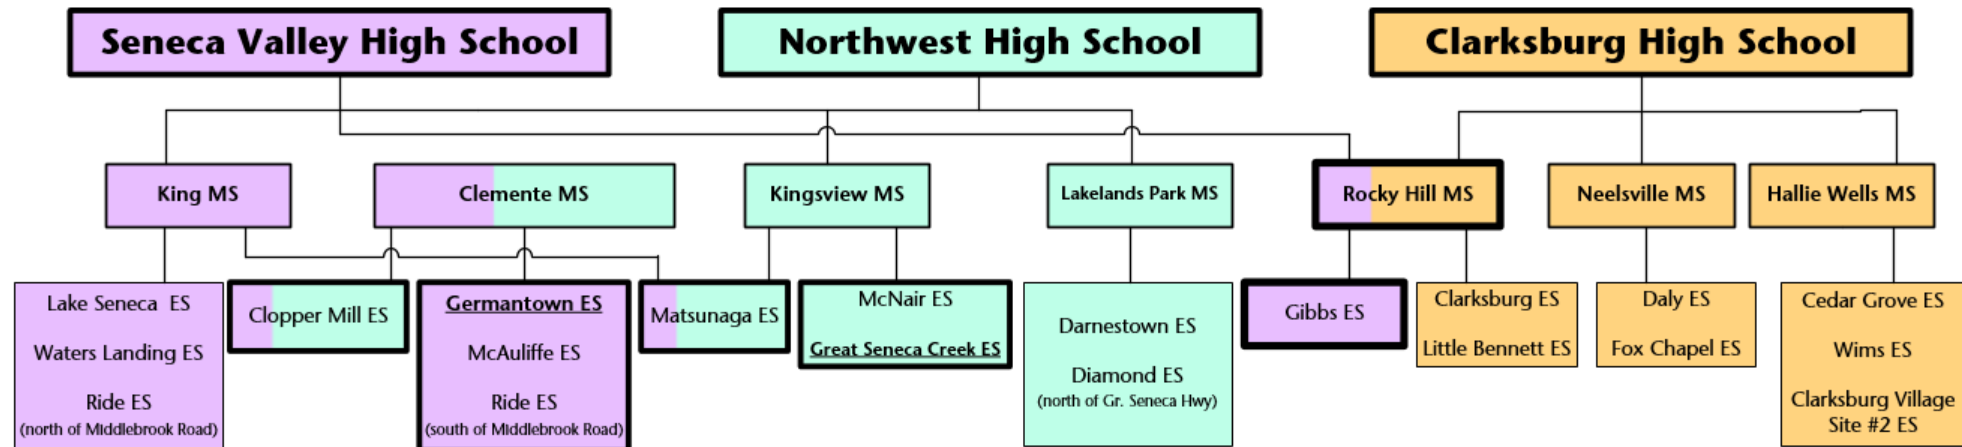 Seneca Valley High School
Northwest High School
Clarksburg High School
King MS
Clemente MS
Kingsview MS
Lakelands Park MS
Rocky Hill MS
Neelsville MS
Hallie Wells MS
Lake Seneca ES
Waters Landing ES
Ride ES
(north of Middlebrook Road)
Clopper Mill ES
Germantown ES
McAuliffe ES
Ride ES
(south of Middlebrook Road)
Matsunaga ES
McNair ES
Great Seneca Creek ES
Darnestown ES
Diamond ES
(north of Gr. Seneca Hwy)
Gibbs ES
Clarksburg ES
Little Bennett ES
Daly ES
Fox Chapel ES
Cedar Grove ES
Wims ES
Clarksburg Village
Site #2 ES